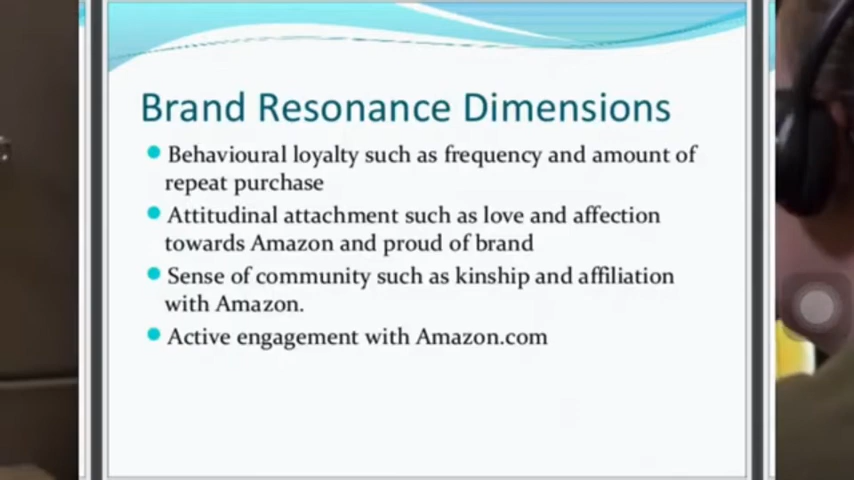 Brand Resonance Dimensions
Behavioural loyalty such as frequency and amount of
repeat purchase
Attitudinal attachment such as love and affection
towards Amazon and proud of brand
Sense of community such as kinship and affiliation
with Amazon.
Active engagement with Amazon.com